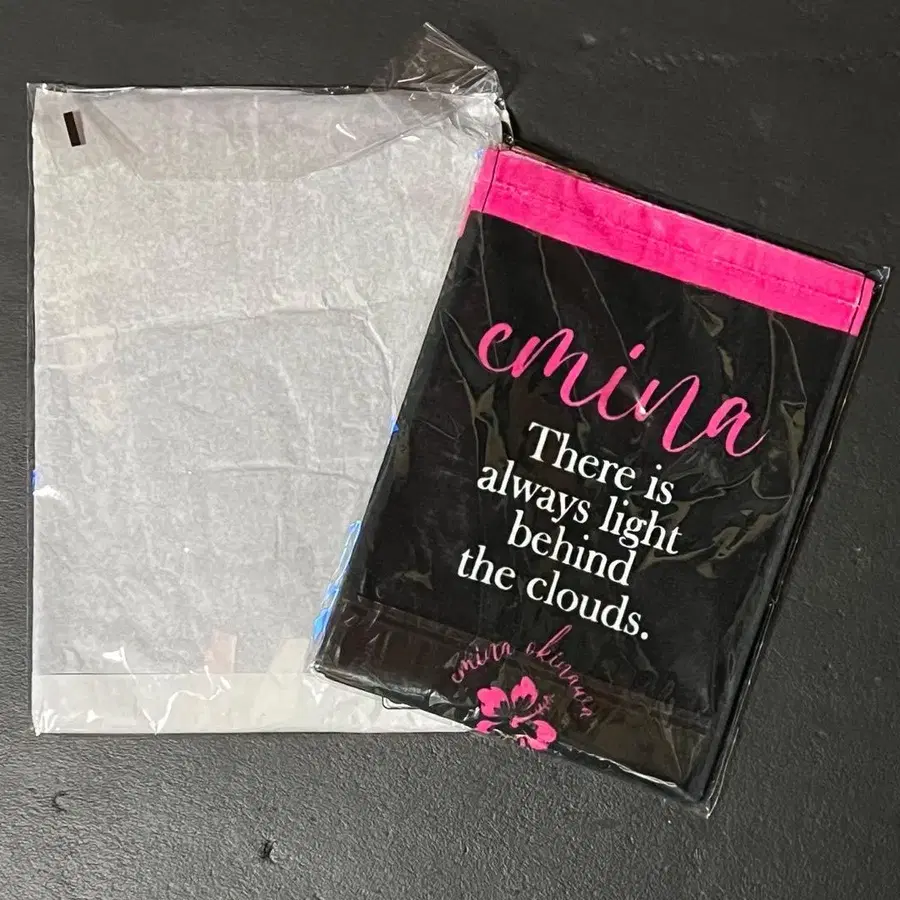 emina
There is
always light
behind
the clouds.
emina okinawa